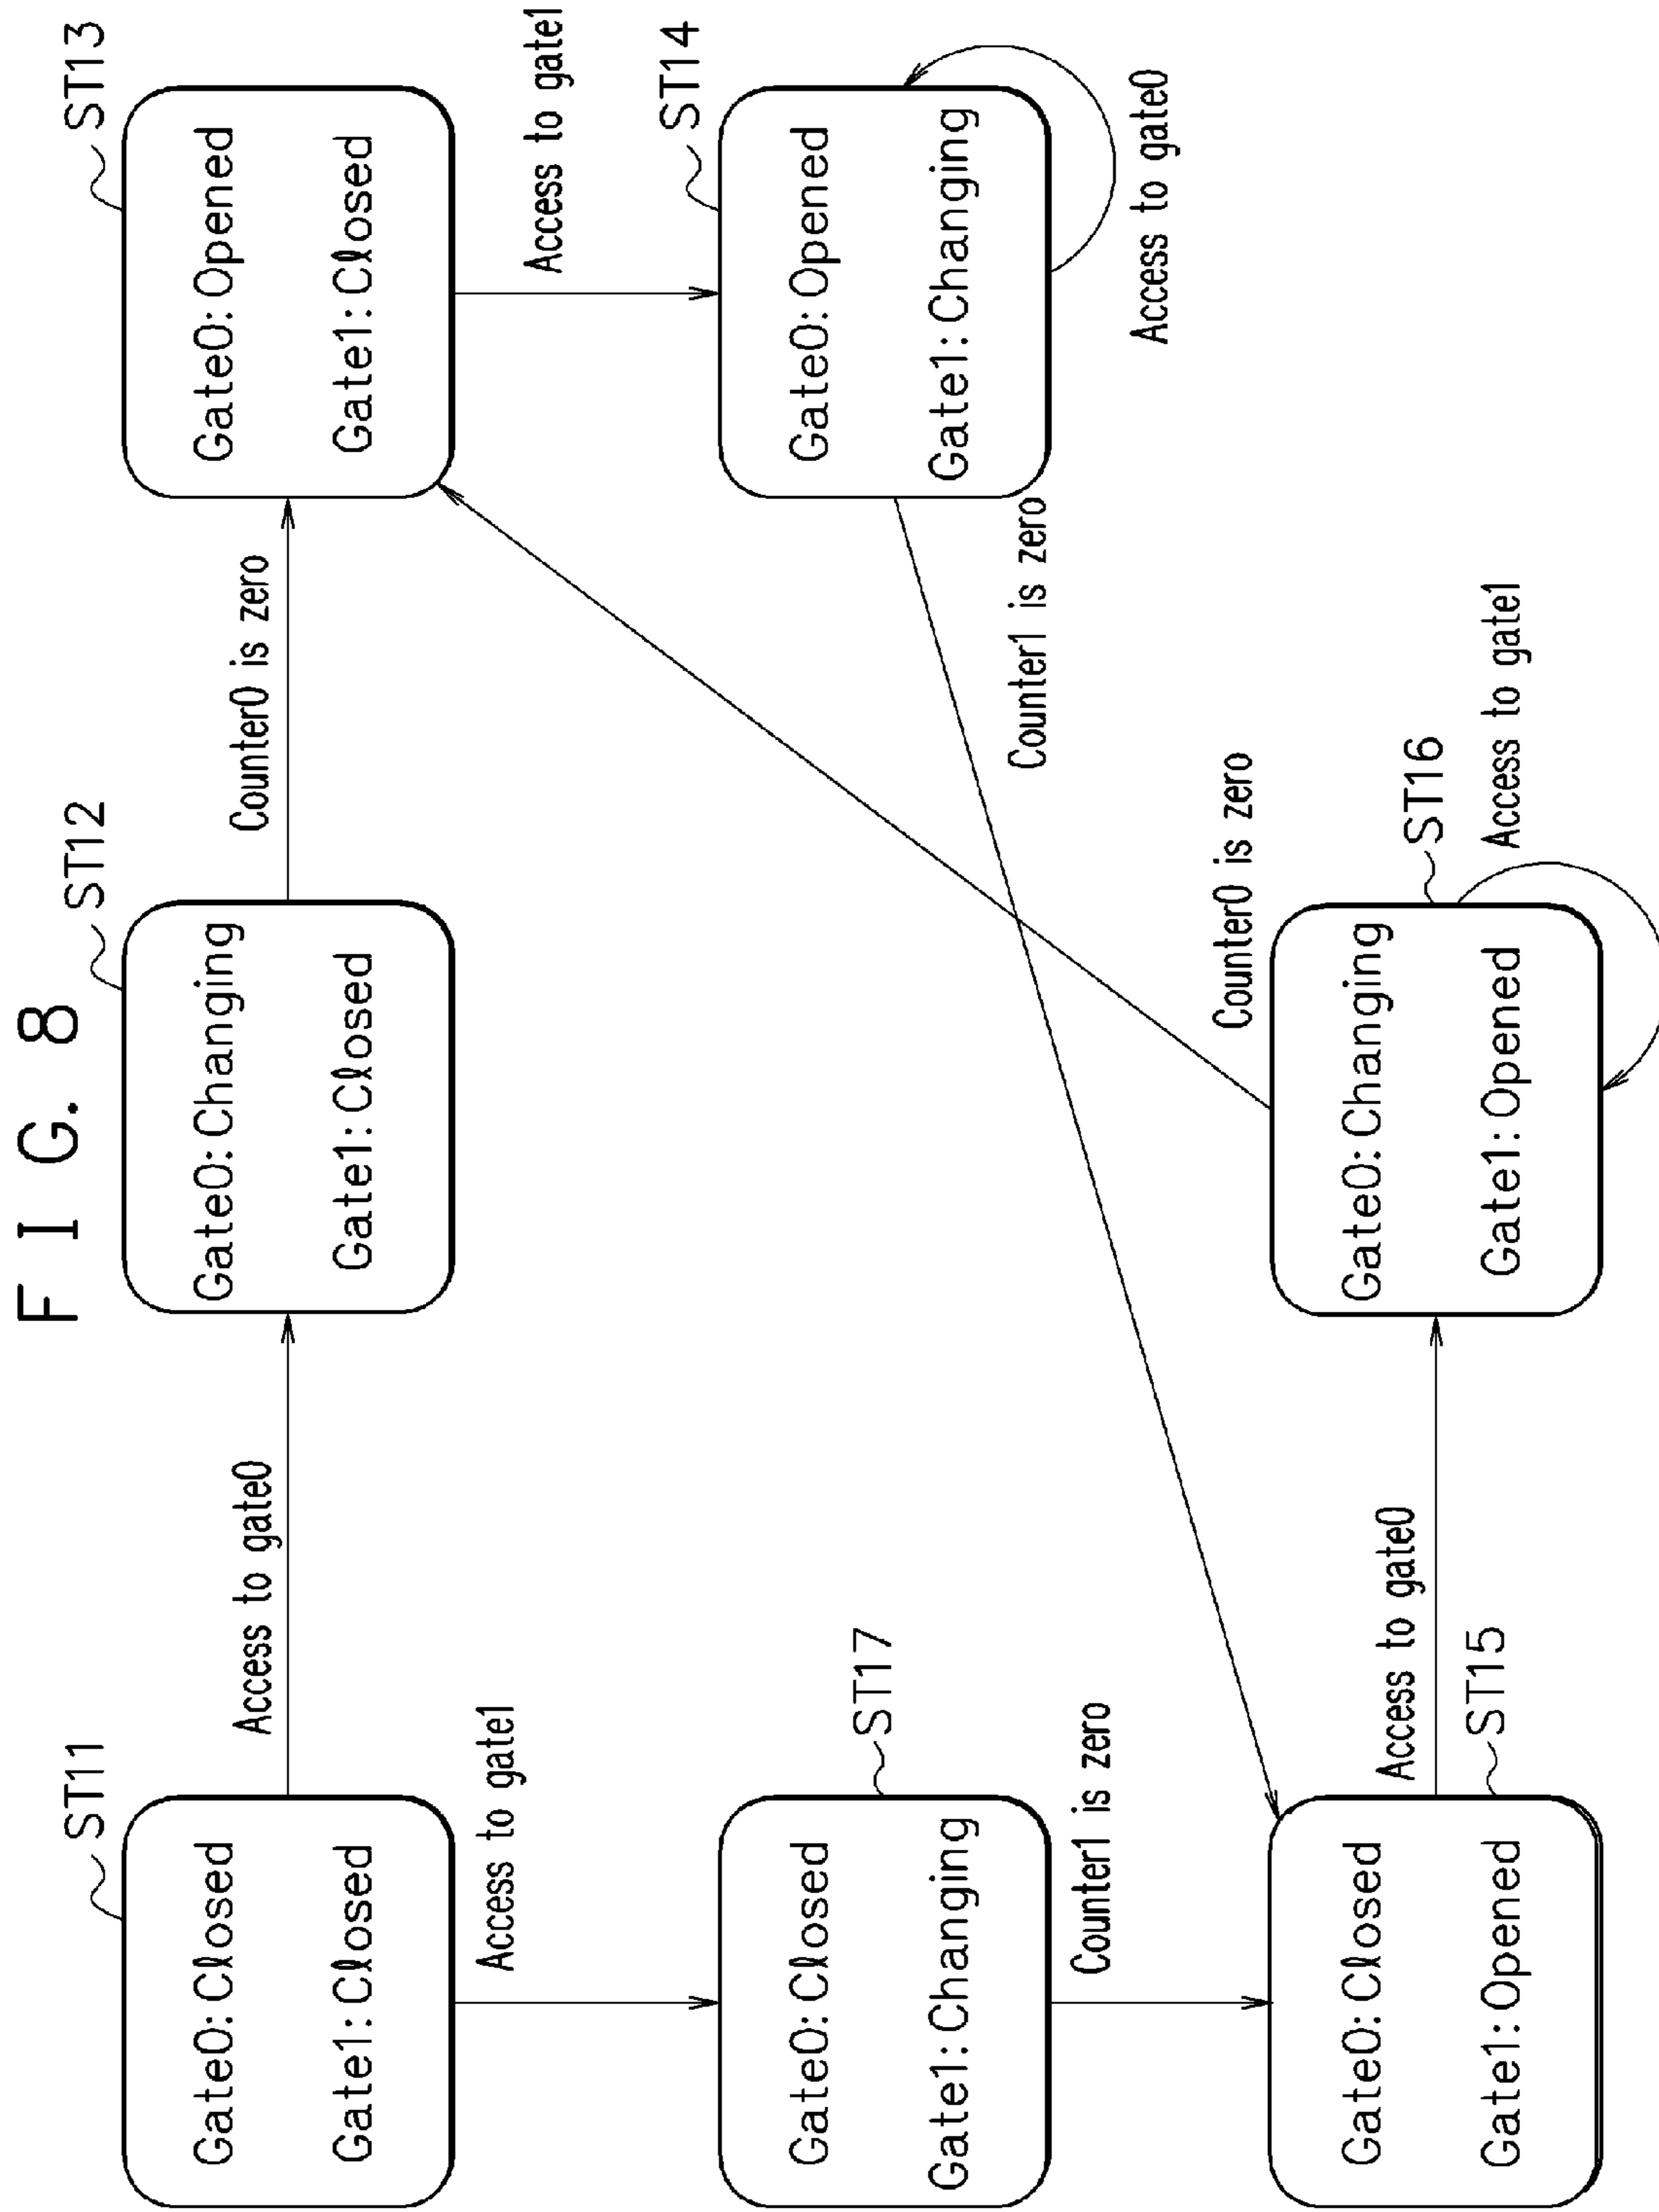 F I G. 8
ST11
Gate0:Closed
Gate1:Closed
Access to gate0
ST12
Gate0:Changing
Gate1:Closed
Counter0 is zero
ST13
Gate0:Opened
Gate1:Closed
Access to gate1
Access to gate1
ST17
Gate0:Closed
Gate1:Changing
ST14
Gate0:Opened
Gate1:Changing
Access to gate0
Counter1 is zero
Counter1 is zero
Counter0 is zero
Gate0:Closed
Gate1:Opened
ST15
Access to gate0
Gate0:Changing
Gate1:Opened
ST16
Access to gate1